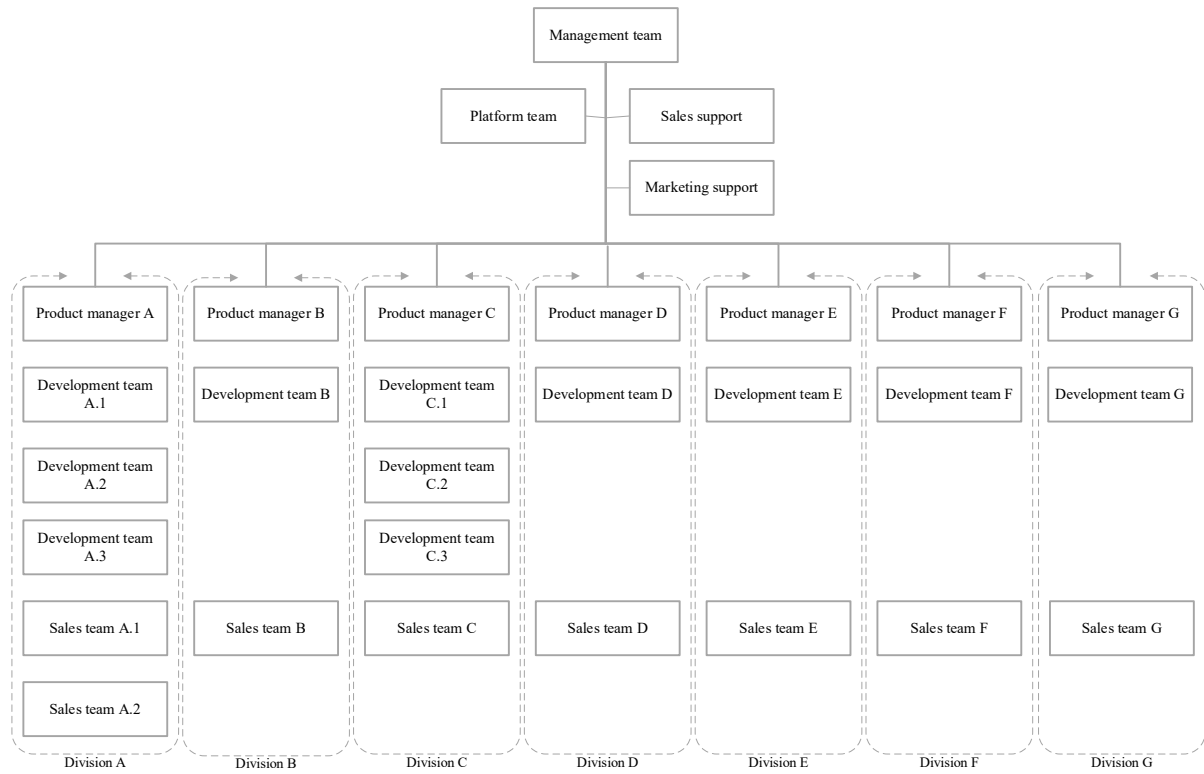 Management team
Platform team
Sales support
Marketing support
Product manager A
Product manager B
Product manager C
Product manager D
Product manager E
Product manager F
Product manager G
Development team
A.1
Development team B
Development team
C.1
Development team D
Development team E
Development team F
Development team G
Development team
A.2
Development team
C.2
Development team
A.3
Development team
C.3
Sales team A.1
Sales team B
Sales team C
Sales team D
Sales team E
Sales team F
Sales team G
Sales team A.2
Division A
Division B
Division C
Division D
Division E
Division F
Division G